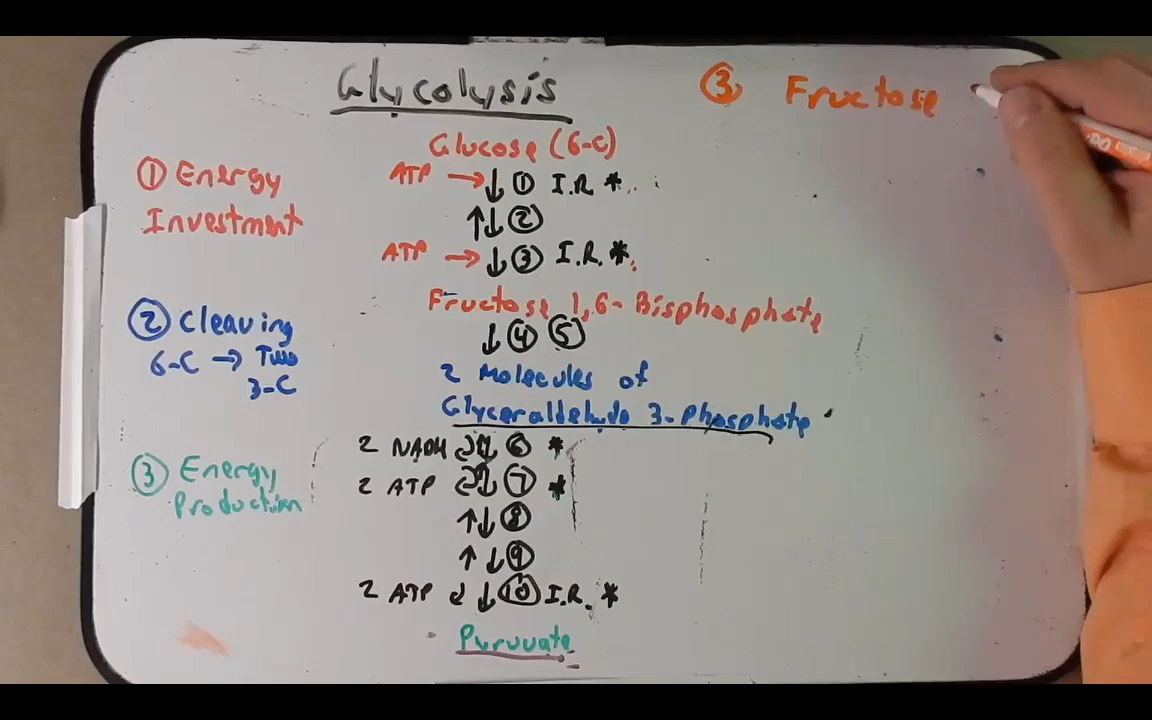 Glycolysis
③ Fructose
Glucose (6-C)
① Energy
Investment
ATP → ↓ ① I.R *
↑↓ ②
ATP → ↓ ③ I.R. *
Fructose 1,6-Bisphosphate
② Cleaving
6-C → Two
3-C
↓ ④ ⑤
2 Molecules of
Glyceraldehyde 3-Phosphate
③ Energy
Production
2 NADH ↓ ⑥ *
2 ATP ↓ ⑦ *
↑↓ ⑧
↑↓ ⑨
2 ATP ↙ ↓ ⑩ I.R. *
Pyruvate